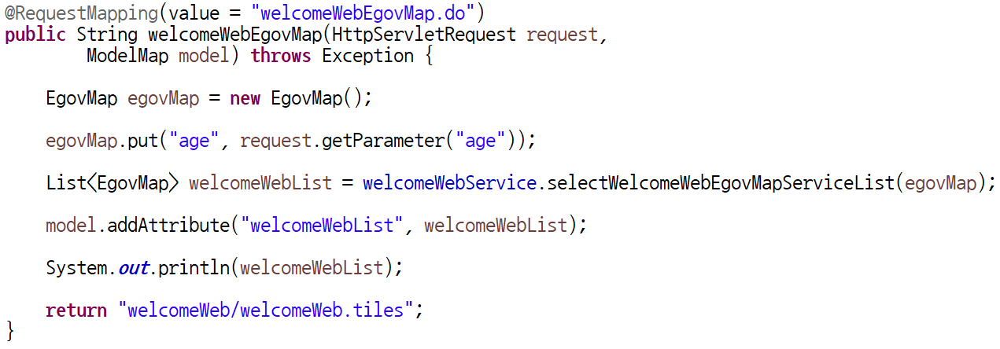 @RequestMapping(value = "welcomeWebEgovMap.do")
public String welcomeWebEgovMap(HttpServletRequest request,
ModelMap model) throws Exception {
EgovMap egovMap = new EgovMap();
egovMap.put("age", request.getParameter("age"));
List<EgovMap> welcomeWebList = welcomeWebService.selectWelcomeWebEgovMapServiceList(egovMap);
model.addAttribute("welcomeWebList", welcomeWebList);
System.out.println(welcomeWebList);
return "welcomeWeb/welcomeWeb.tiles";
}